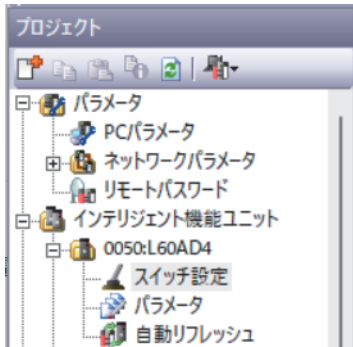 プロジェクト
パラメータ
PCパラメータ
ネットワークパラメータ
リモートパスワード
インテリジェント機能ユニット
0050:L60AD4
スイッチ設定
パラメータ
自動リフレッシュ